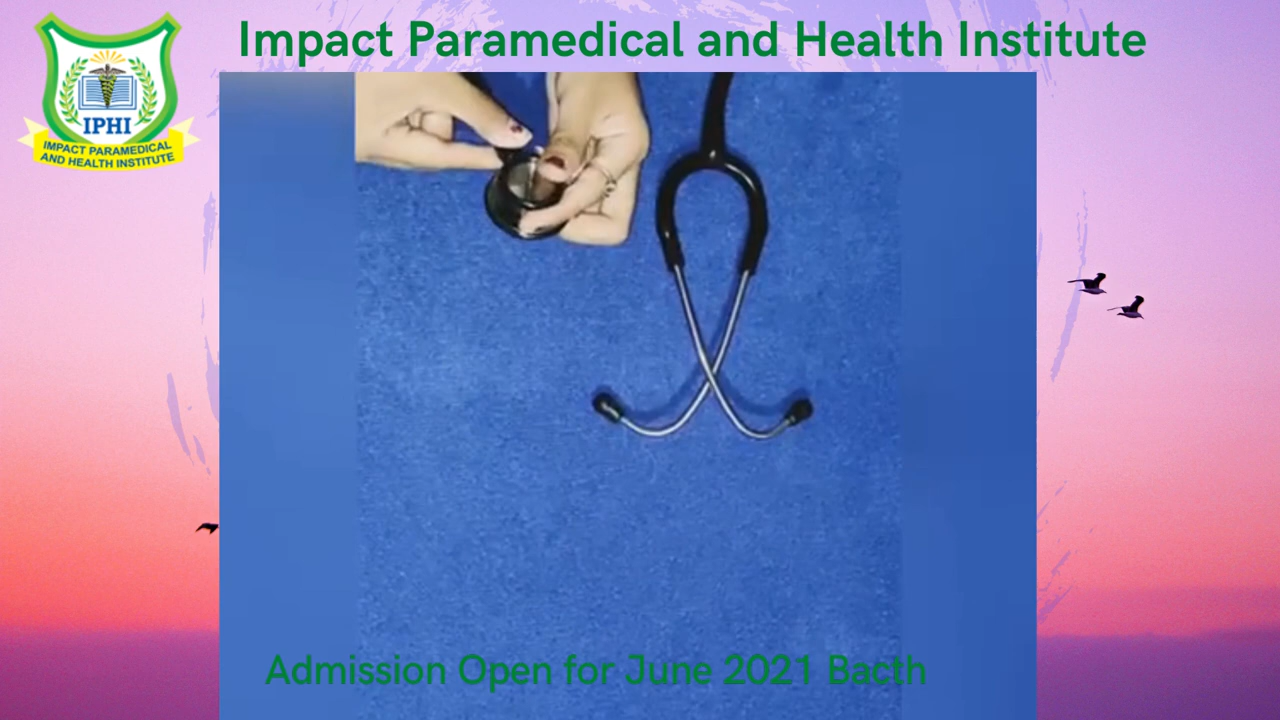 Impact Paramedical and Health Institute
IPHI
IMPACT PARAMEDICAL
AND HEALTH INSTITUTE
Admission Open for June 2021 Bacth